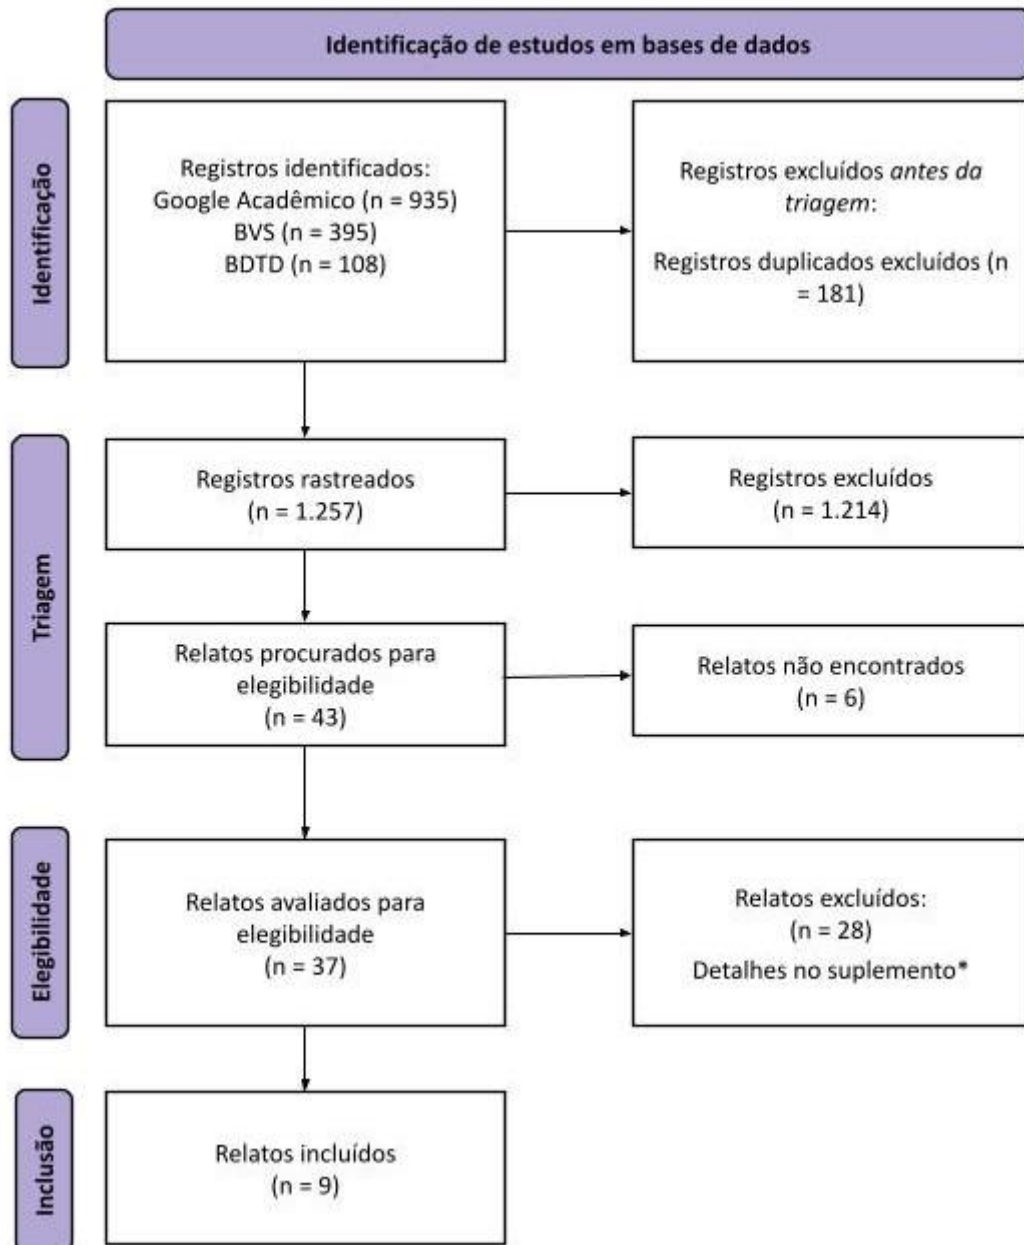 Identificação de estudos em bases de dados
Identificação
Registros identificados:
Google Acadêmico (n = 935)
BVS (n = 395)
BDTD (n = 108)
Registros excluídos antes da
triagem:
Registros duplicados excluídos (n
= 181)
Triagem
Registros rastreados
(n = 1.257)
Registros excluídos
(n = 1.214)
Relatos procurados para
elegibilidade
(n = 43)
Relatos não encontrados
(n = 6)
Elegibilidade
Relatos avaliados para
elegibilidade
(n = 37)
Relatos excluídos:
(n = 28)
Detalhes no suplemento*
Inclusão
Relatos incluídos
(n = 9)